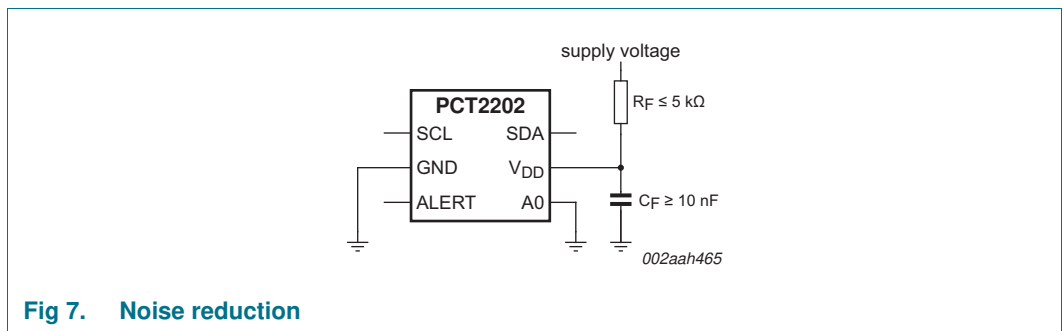 supply voltage
PCT2202
RF ≤ 5 kΩ
SCL SDA
GND VDD
ALERT A0
CF ≥ 10 nF
002aah465
Fig 7. Noise reduction